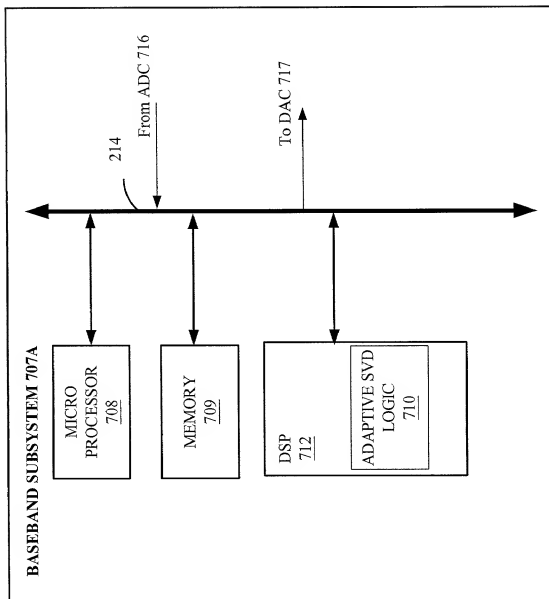 BASEBAND SUBSYSTEM 707A
MICRO
PROCESSOR
708
MEMORY
709
DSP
712
ADAPTIVE SVD
LOGIC
710
214
From ADC 716
To DAC 717